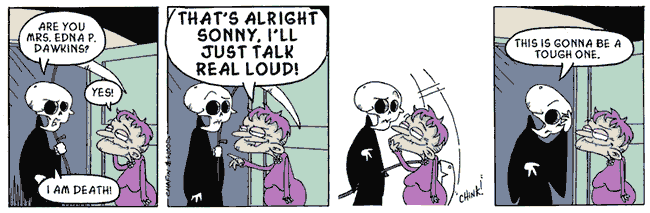 ARE YOU
MRS. EDNA P.
DAWKINS?
YES!
I AM DEATH!
THAT'S ALRIGHT
SONNY, I'LL
JUST TALK
REAL LOUD!
"CHINK!"
THIS IS GONNA BE A
TOUGH ONE.